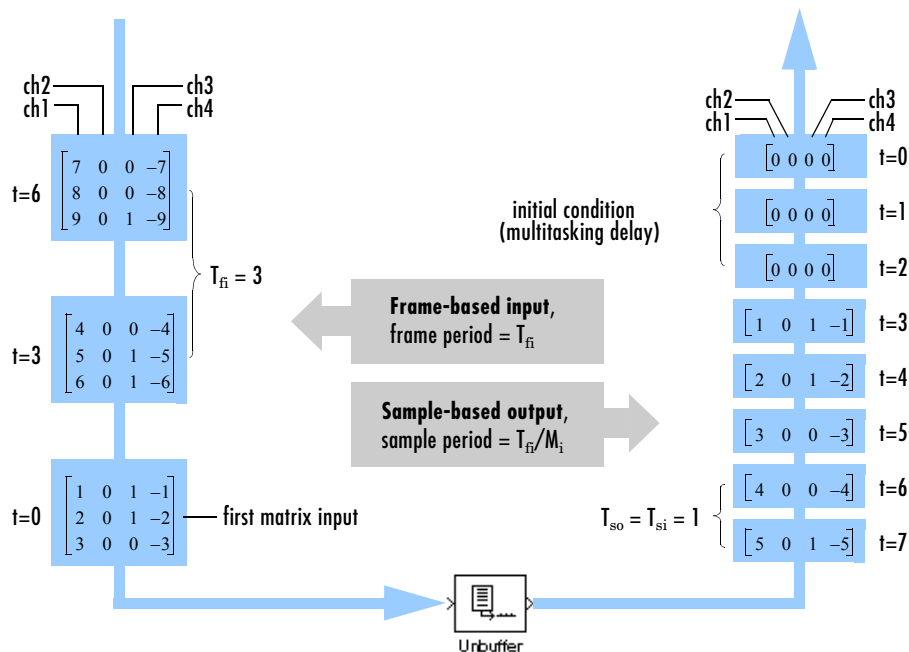 ch2 ch3
ch1 ch4
t=6
7 0 0 –7
8 0 0 –8
9 0 1 –9
T_fi = 3
t=3
4 0 0 –4
5 0 1 –5
6 0 1 –6
t=0
1 0 1 –1
2 0 1 –2
3 0 0 –3
first matrix input
Frame-based input,
frame period = T_fi
Sample-based output,
sample period = T_fi/M_i
Unbuffer
ch2 ch3
ch1 ch4
initial condition
(multitasking delay)
[0 0 0 0] t=0
[0 0 0 0] t=1
[0 0 0 0] t=2
[1 0 1 –1] t=3
[2 0 1 –2] t=4
[3 0 0 –3] t=5
[4 0 0 –4] t=6
T_so = T_si = 1
[5 0 1 –5] t=7